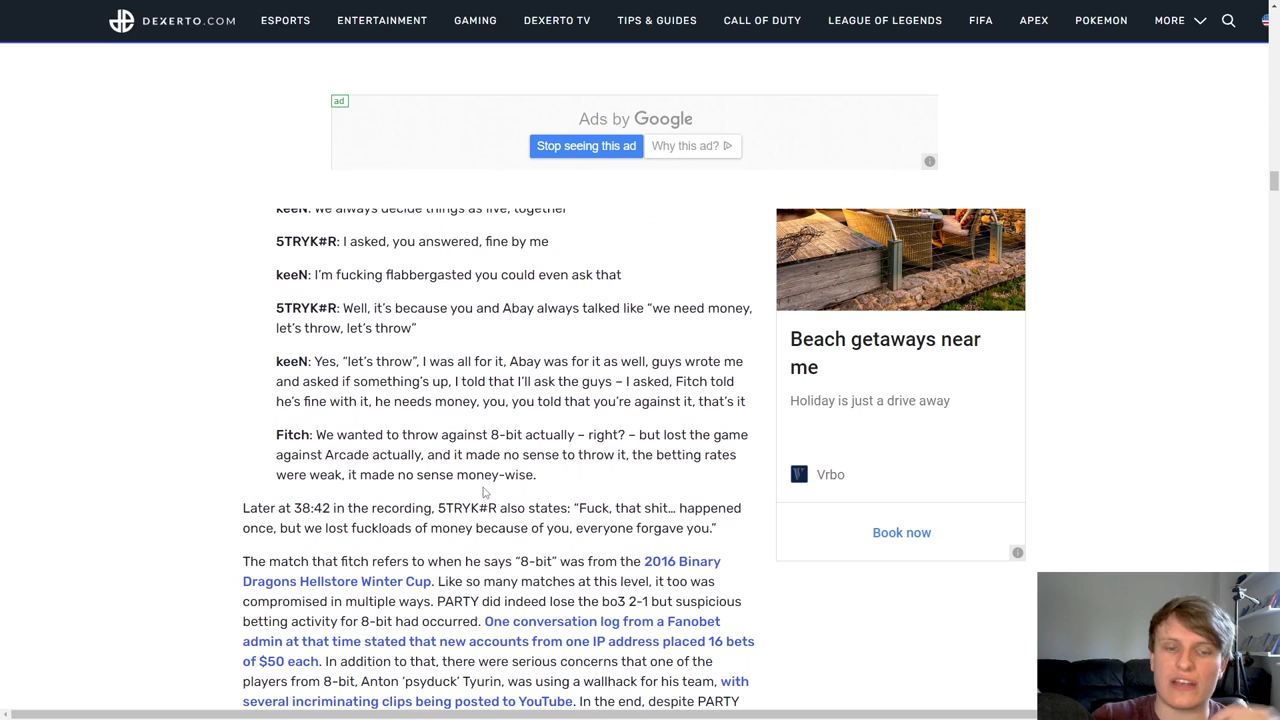 DEXERTO.COM ESPORTS ENTERTAINMENT GAMING DEXERTO TV TIPS & GUIDES CALL OF DUTY LEAGUE OF LEGENDS FIFA APEX POKEMON MORE
ad
Ads by Google
Stop seeing this ad Why this ad?
keeN: We always decide things as five, together
5TRYK#R: I asked, you answered, fine by me
keeN: I'm fucking flabbergasted you could even ask that
5TRYK#R: Well, it's because you and Abay always talked like “we need money,
let's throw, let's throw”
keeN: Yes, “let's throw”, I was all for it, Abay was for it as well, guys wrote me
and asked if something's up, I told that I'll ask the guys – I asked, Fitch told
he's fine with it, he needs money, you, you told that you're against it, that's it
Fitch: We wanted to throw against 8-bit actually – right? – but lost the game
against Arcade actually, and it made no sense to throw it, the betting rates
were weak, it made no sense money-wise.
Later at 38:42 in the recording, 5TRYK#R also states: “Fuck, that shit… happened
once, but we lost fuckloads of money because of you, everyone forgave you.”
The match that fitch refers to when he says “8-bit” was from the 2016 Binary
Dragons Hellstore Winter Cup. Like so many matches at this level, it too was
compromised in multiple ways. PARTY did indeed lose the bo3 2-1 but suspicious
betting activity for 8-bit had occurred. One conversation log from a Fanobet
admin at that time stated that new accounts from one IP address placed 16 bets
of $50 each. In addition to that, there were serious concerns that one of the
players from 8-bit, Anton ‘psyduck’ Tyurin, was using a wallhack for his team, with
several incriminating clips being posted to YouTube. In the end, despite PARTY
Beach getaways near
me
Holiday is just a drive away
Vrbo
Book now